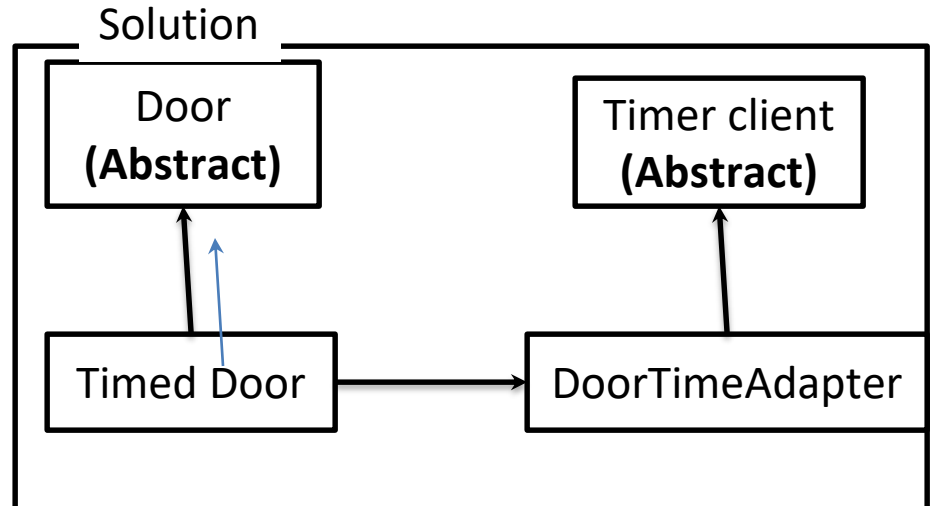 Solution
Door
(Abstract)
Timer client
(Abstract)
Timed Door
DoorTimeAdapter